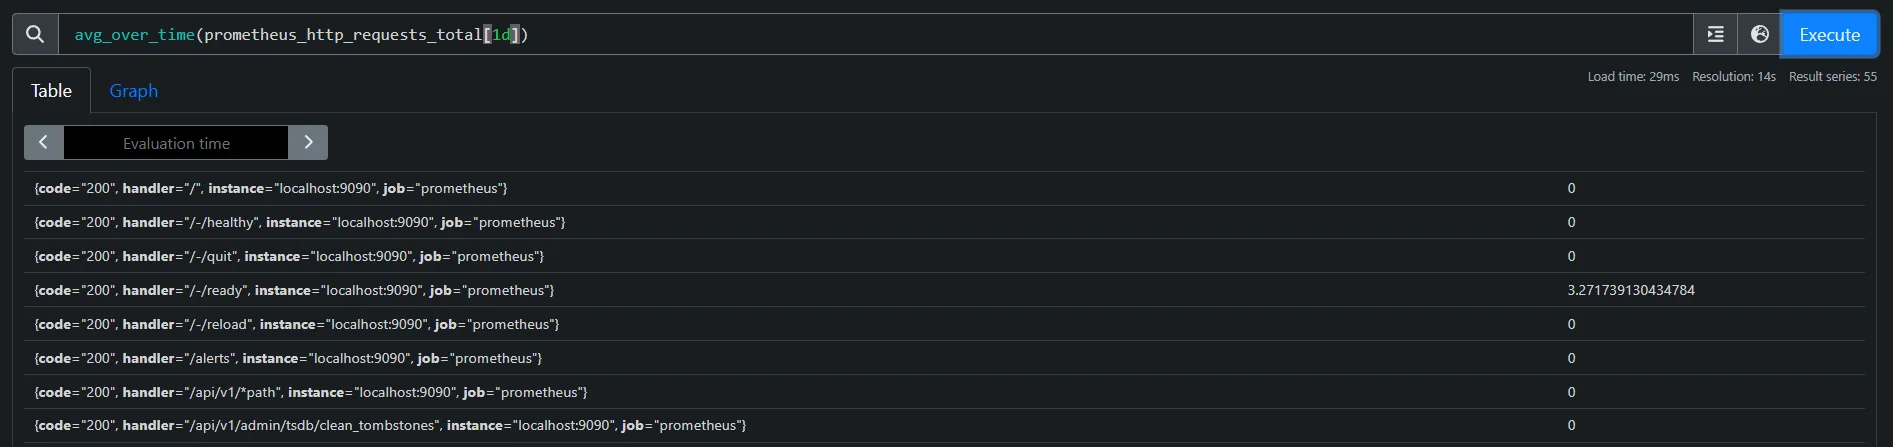 avg_over_time(prometheus_http_requests_total[1d])
Execute
Table
Graph
Load time: 29ms Resolution: 14s Result series: 55
Evaluation time
{code="200", handler="/", instance="localhost:9090", job="prometheus"} 0
{code="200", handler="/-/healthy", instance="localhost:9090", job="prometheus"} 0
{code="200", handler="/-/quit", instance="localhost:9090", job="prometheus"} 0
{code="200", handler="/-/ready", instance="localhost:9090", job="prometheus"} 3.271739130434784
{code="200", handler="/-/reload", instance="localhost:9090", job="prometheus"} 0
{code="200", handler="/alerts", instance="localhost:9090", job="prometheus"} 0
{code="200", handler="/api/v1/*path", instance="localhost:9090", job="prometheus"} 0
{code="200", handler="/api/v1/admin/tsdb/clean_tombstones", instance="localhost:9090", job="prometheus"} 0